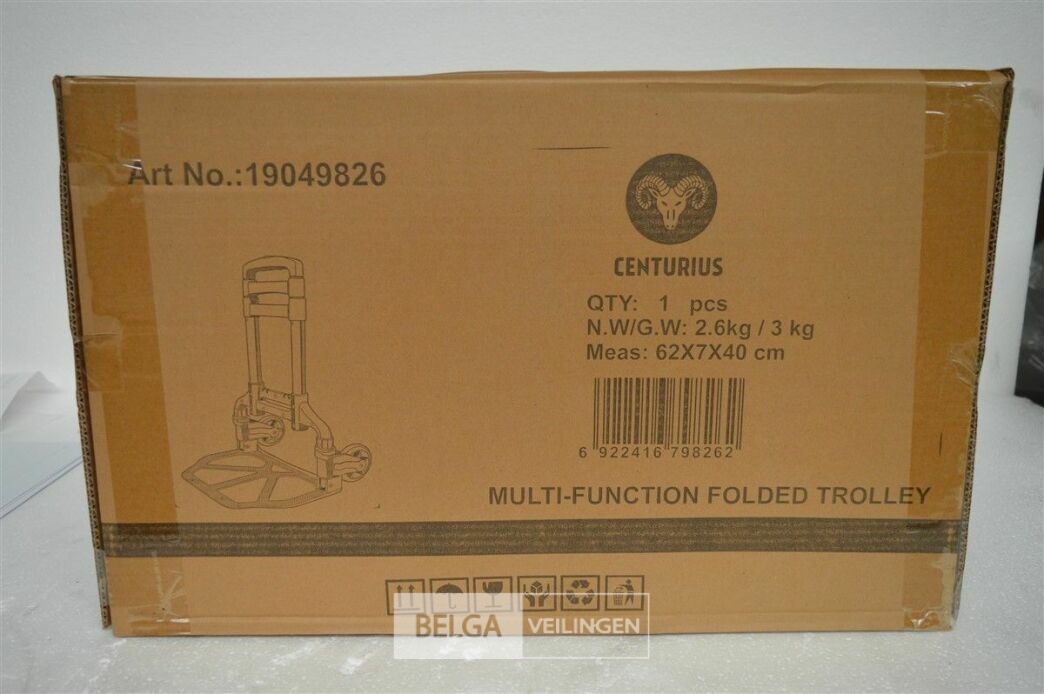 Art No.:19049826
CENTURIUS
QTY: 1 pcs
N.W/G.W: 2.6kg / 3 kg
Meas: 62X7X40 cm
6 922416 798262
MULTI-FUNCTION FOLDED TROLLEY
BELGA VEILINGEN